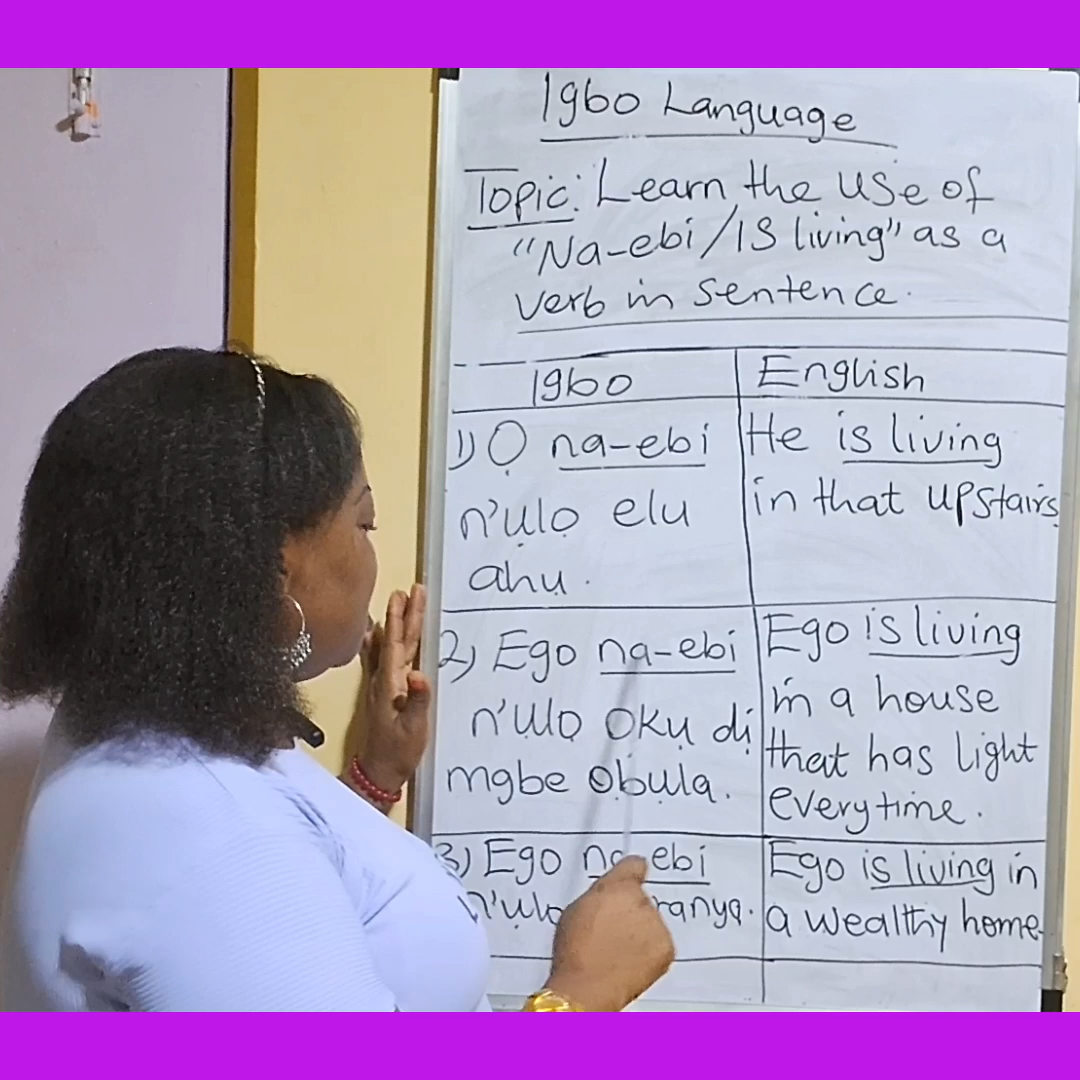 Igbo Language
Topic: Learn the use of
"Na-ebi/IS living" as a
verb in sentence.
Igbo
English
1) Ọ na-ebi
n'ụlọ elu
ahụ.
He is living
in that upstairs
2) Ego na-ebi
n'ụlọ ọkụ dị
mgbe ọbụla.
Ego is living
in a house
that has light
everytime.
3) Ego na-ebi
n'ụlọ
Ego is living in
a wealthy home.